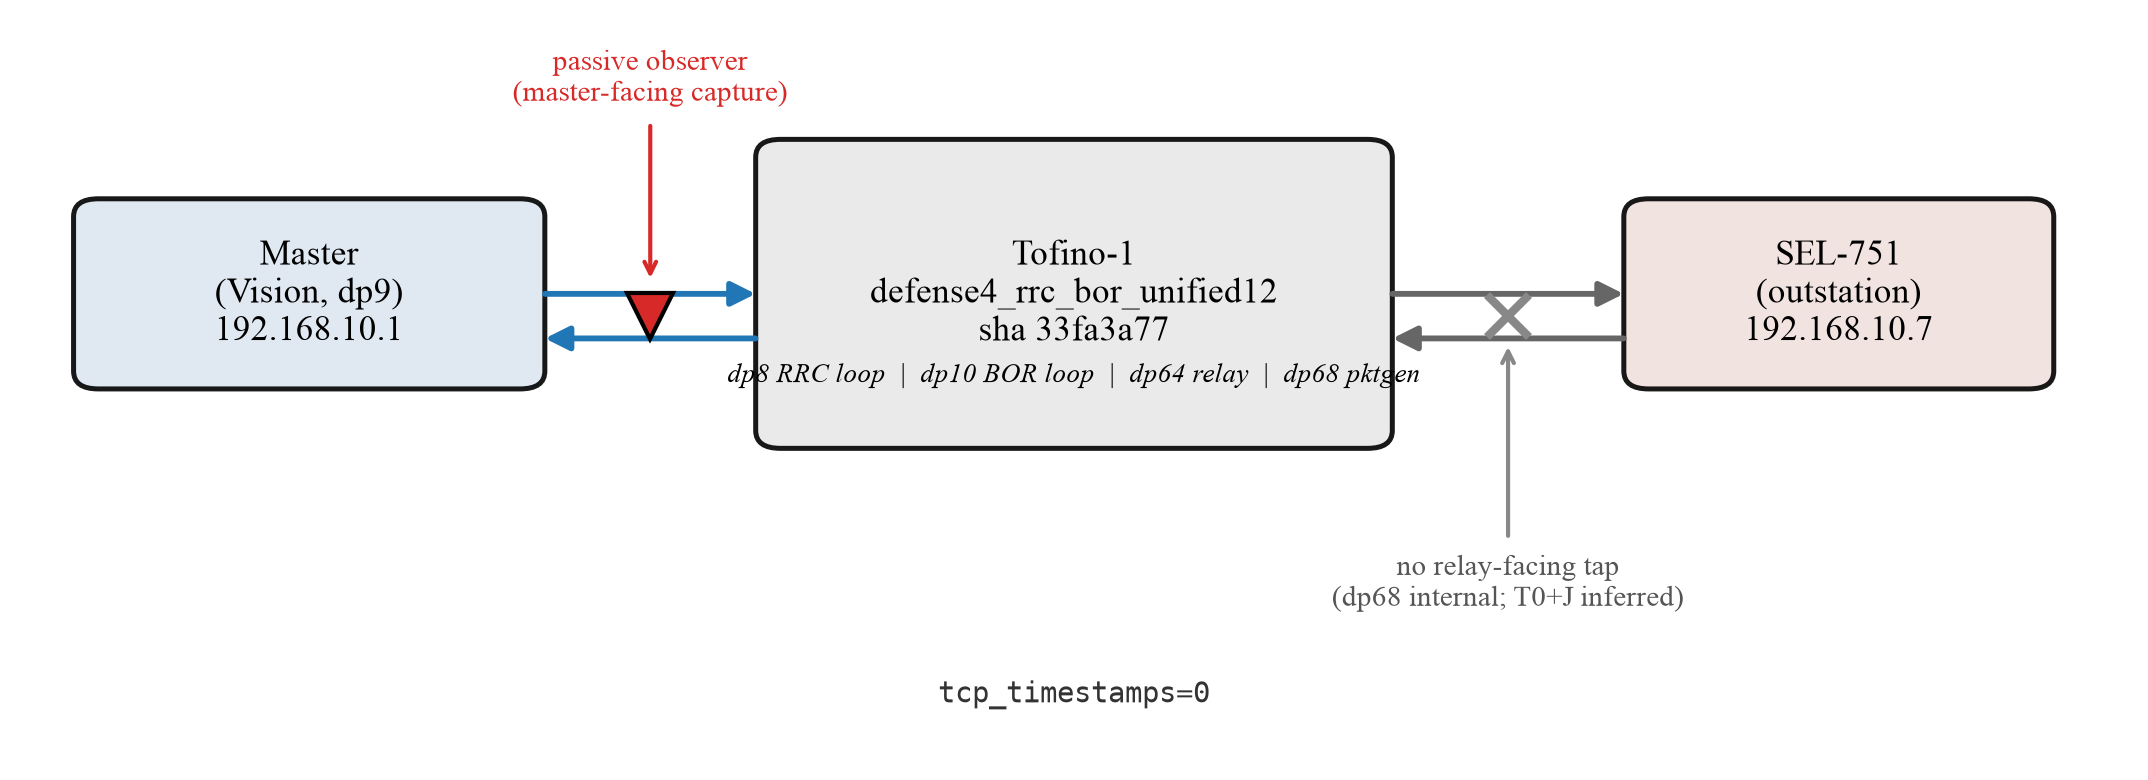 passive observer
(master-facing capture)
Master
(Vision, dp9)
192.168.10.1
Tofino-1
defense4_rrc_bor_unified12
sha 33fa3a77
dp8 RRC loop | dp10 BOR loop | dp64 relay | dp68 pktgen
SEL-751
(outstation)
192.168.10.7
no relay-facing tap
(dp68 internal; T0+J inferred)
tcp_timestamps=0